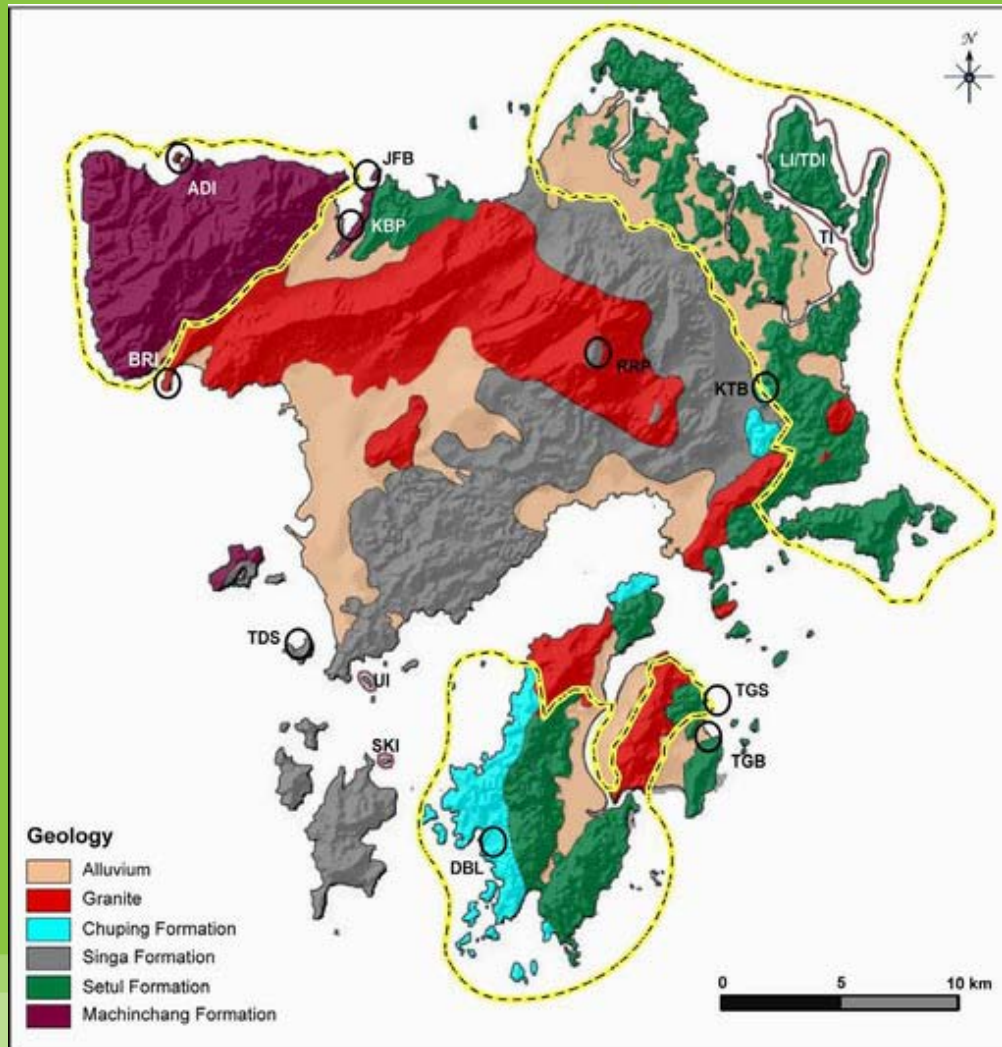 N
JFB
ADI
LI/TDI
KBP
TI
BRI
RRP
KTB
TDS
UI
TGS
TGB
SKI
DBL
Geology
Alluvium
Granite
Chuping Formation
Singa Formation
Setul Formation
Machinchang Formation
0 5 10 km